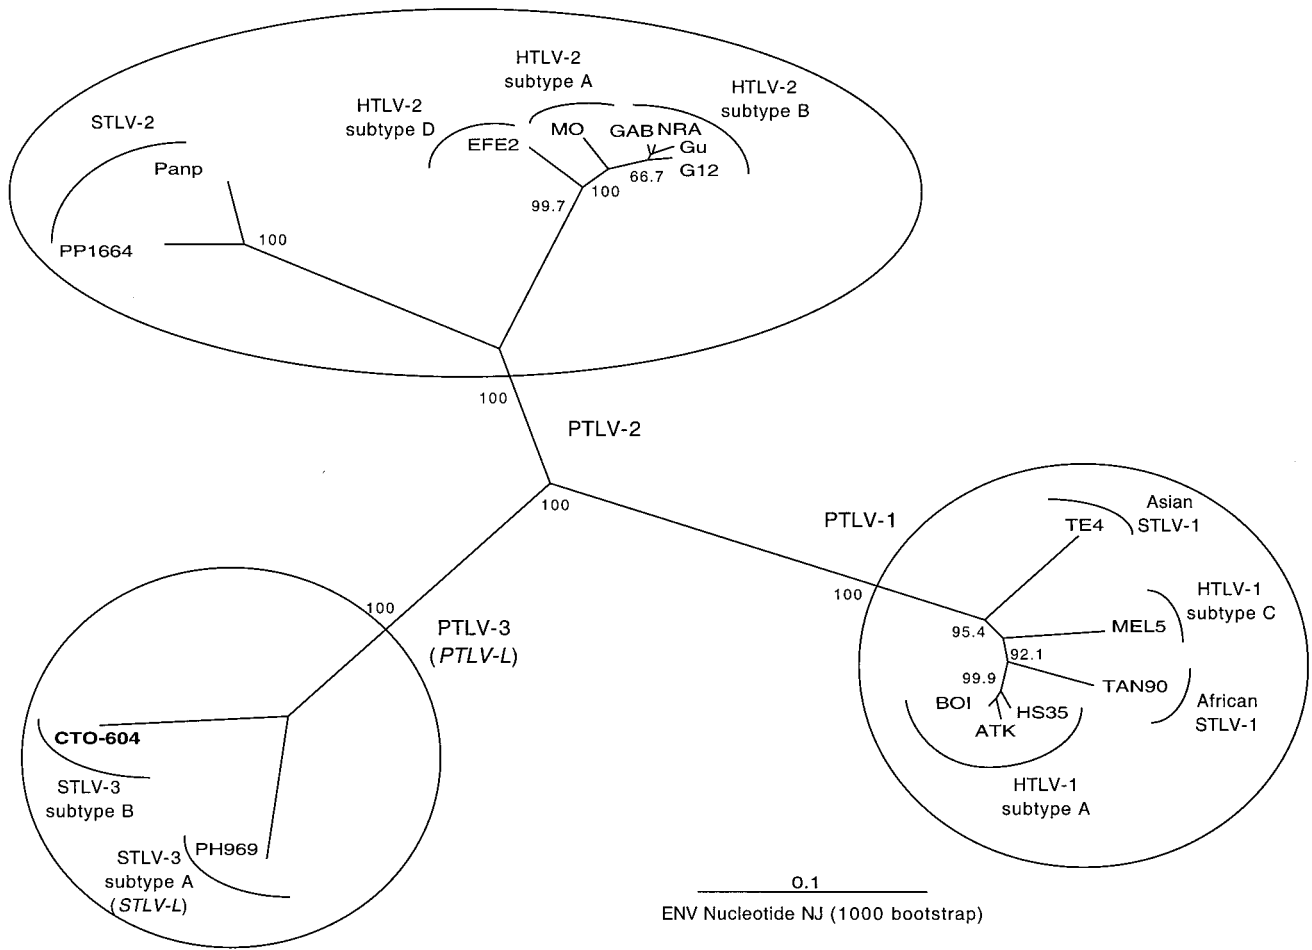 HTLV-2
subtype A
HTLV-2
subtype B
HTLV-2
subtype D
STLV-2
MO
GAB
NRA
Gu
G12
EFE2
Panp
PP1664
100
99.7
100
66.7
100
PTLV-2
100
PTLV-1
100
Asian
STLV-1
TE4
HTLV-1
subtype C
MEL5
95.4
92.1
99.9
TAN90
African
STLV-1
BOI
HS35
ATK
HTLV-1
subtype A
100
PTLV-3
(PTLV-L)
CTO-604
STLV-3
subtype B
PH969
STLV-3
subtype A
(STLV-L)
0.1
ENV Nucleotide NJ (1000 bootstrap)